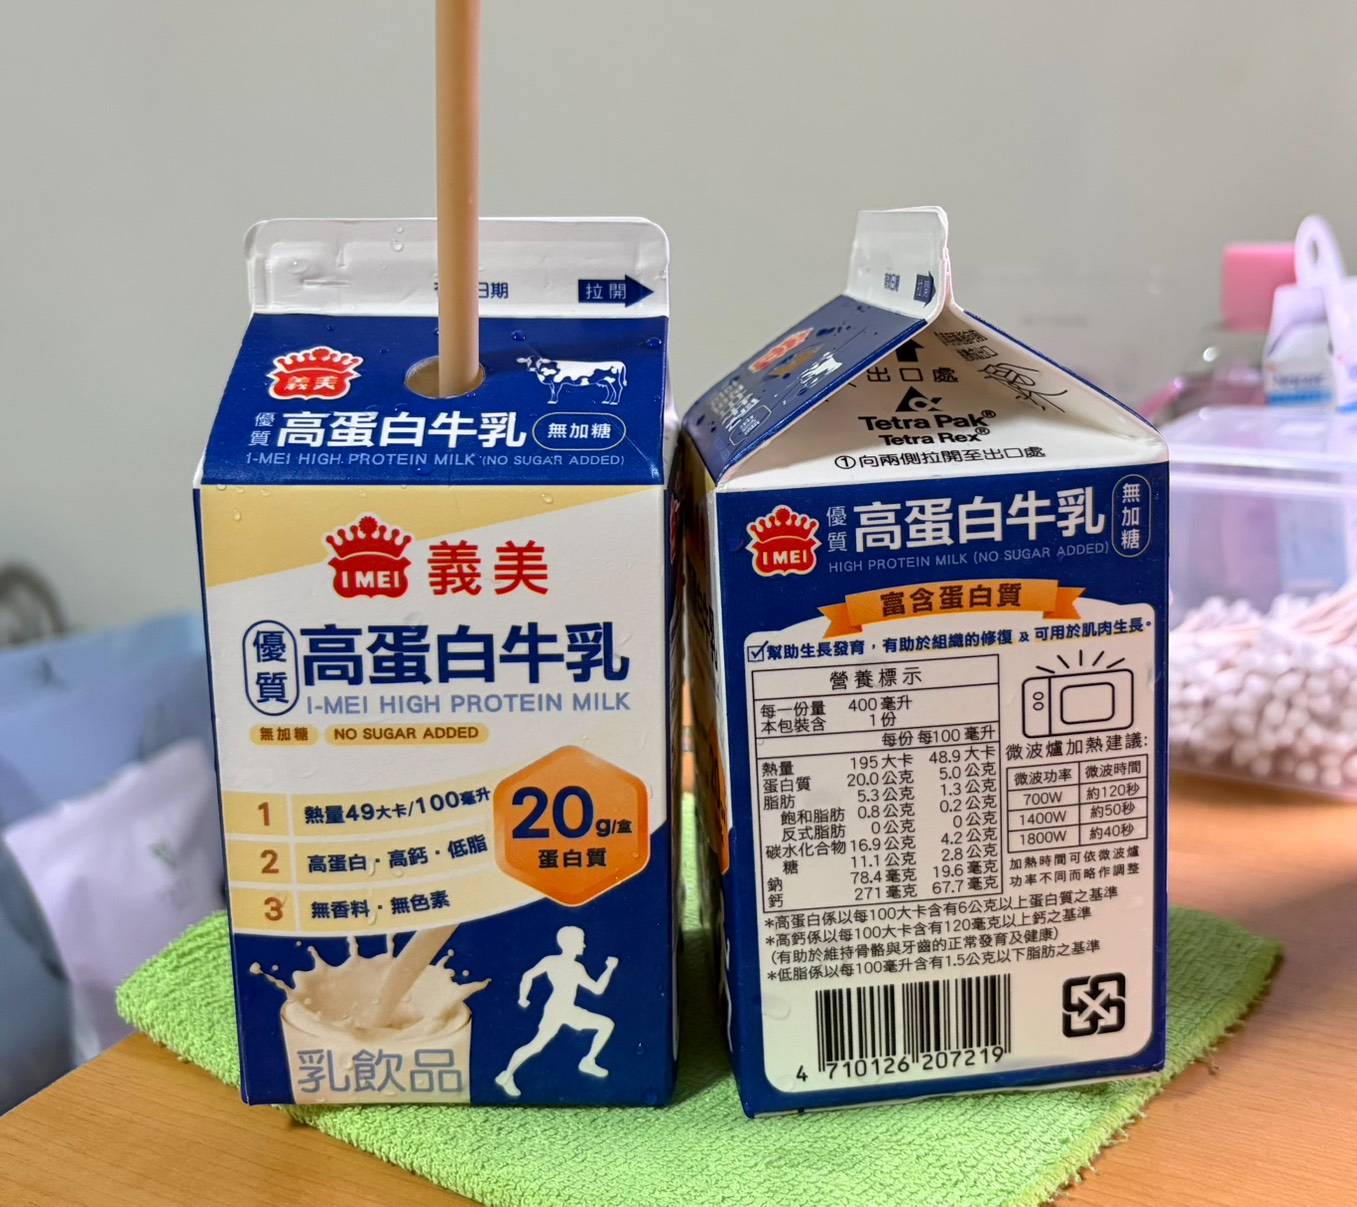 日期
拉開
義美
優質 高蛋白牛乳 無加糖
I-MEI HIGH PROTEIN MILK (NO SUGAR ADDED)
I MEI 義美
優質 高蛋白牛乳
I-MEI HIGH PROTEIN MILK
無加糖 NO SUGAR ADDED
1 熱量49大卡/100毫升
2 高蛋白·高鈣·低脂
3 無香料·無色素
20g/盒
蛋白質
乳飲品
出口處
Tetra Pak®
Tetra Rex®
①向兩側拉開至出口處
I MEI 優質 高蛋白牛乳 無加糖
HIGH PROTEIN MILK (NO SUGAR ADDED)
富含蛋白質
幫助生長發育，有助於組織的修復 & 可用於肌肉生長。
營養標示
每一份量 400毫升
本包裝含 1份
每份 每100毫升
熱量 195大卡 48.9大卡
蛋白質 20.0公克 5.0公克
脂肪 5.3公克 1.3公克
飽和脂肪 0.8公克 0.2公克
反式脂肪 0公克 0公克
碳水化合物 16.9公克 4.2公克
糖 11.1公克 2.8公克
鈉 78.4毫克 19.6毫克
鈣 271毫克 67.7毫克
微波爐加熱建議:
微波功率 微波時間
700W 約120秒
1400W 約50秒
1800W 約40秒
加熱時間可依微波爐
功率不同而略作調整
*高蛋白係以每100大卡含有6公克以上蛋白質之基準
*高鈣係以每100大卡含有120毫克以上鈣之基準
(有助於維持骨骼與牙齒的正常發育及健康)
*低脂係以每100毫升含有1.5公克以下脂肪之基準
4 710126 207219